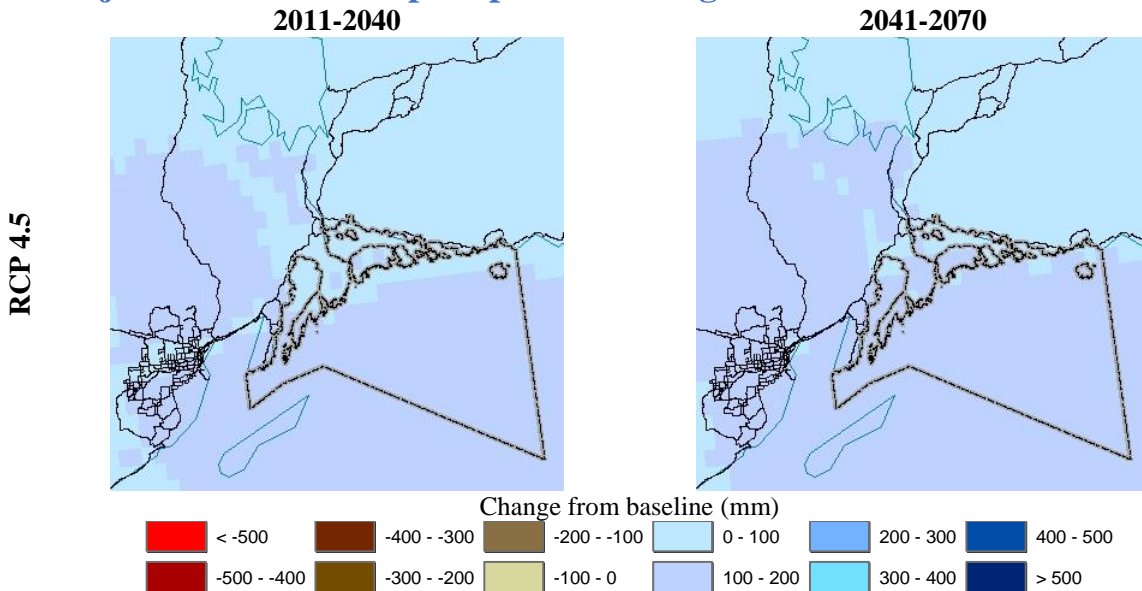 2011-2040 2041-2070
RCP 4.5
Change from baseline (mm)
< -500 -400 - -300 -200 - -100 0 - 100 200 - 300 400 - 500
-500 - -400 -300 - -200 -100 - 0 100 - 200 300 - 400 > 500